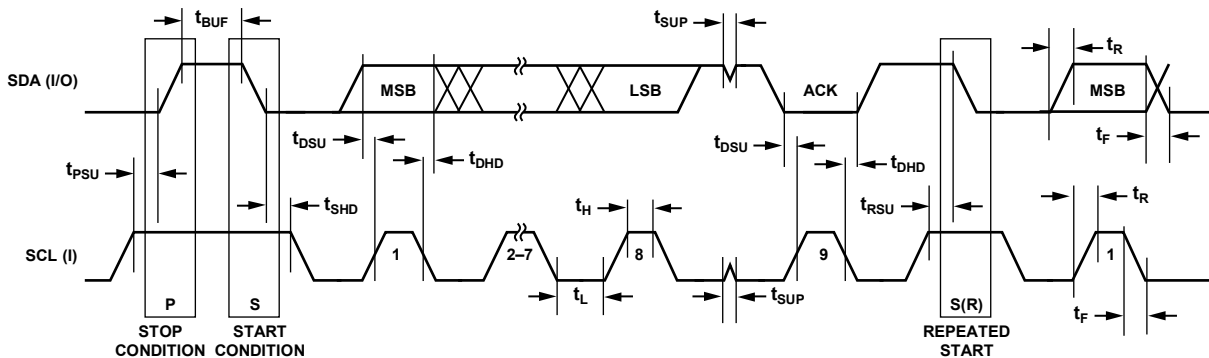 tBUF
tSUP
tR
SDA (I/O)
MSB
LSB
ACK
MSB
tDSU
tDHD
tDSU
tDHD
tF
tPSU
tSHD
tH
tRSU
tR
SCL (I)
1
2–7
8
9
1
P
S
tL
tSUP
S(R)
tF
STOP
CONDITION
START
CONDITION
REPEATED
START